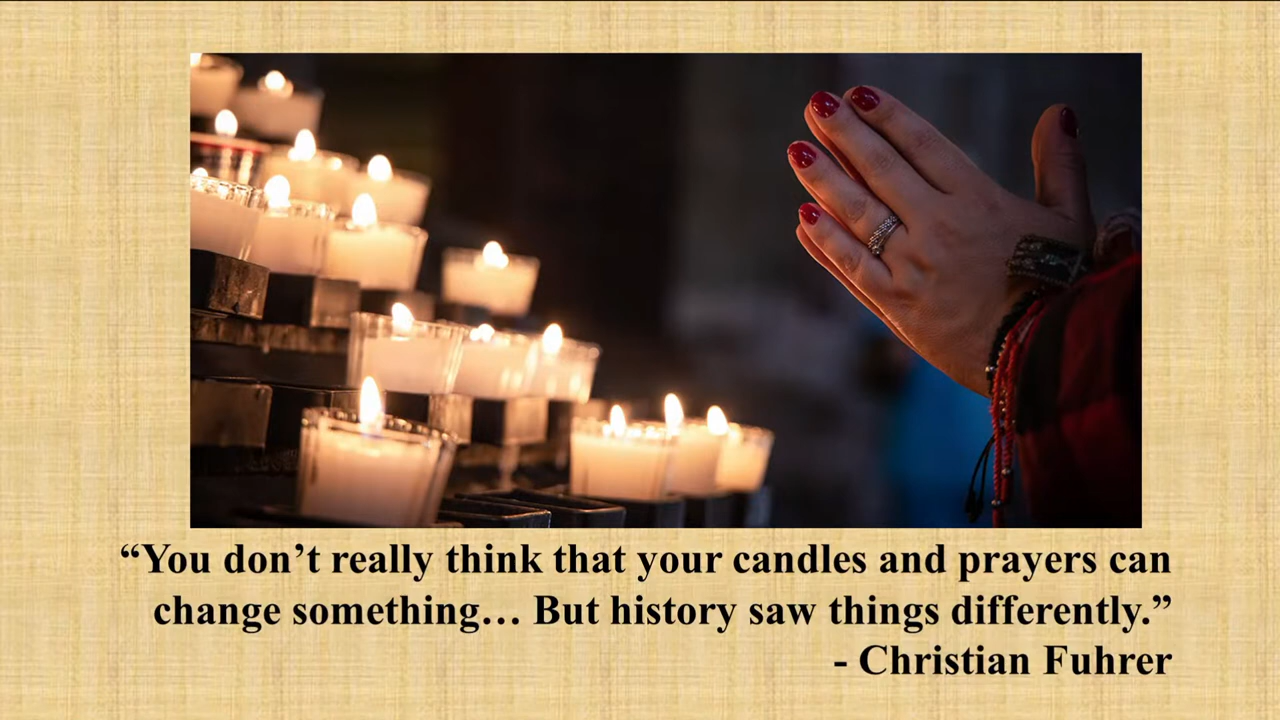 “You don’t really think that your candles and prayers can
change something… But history saw things differently.”
- Christian Fuhrer